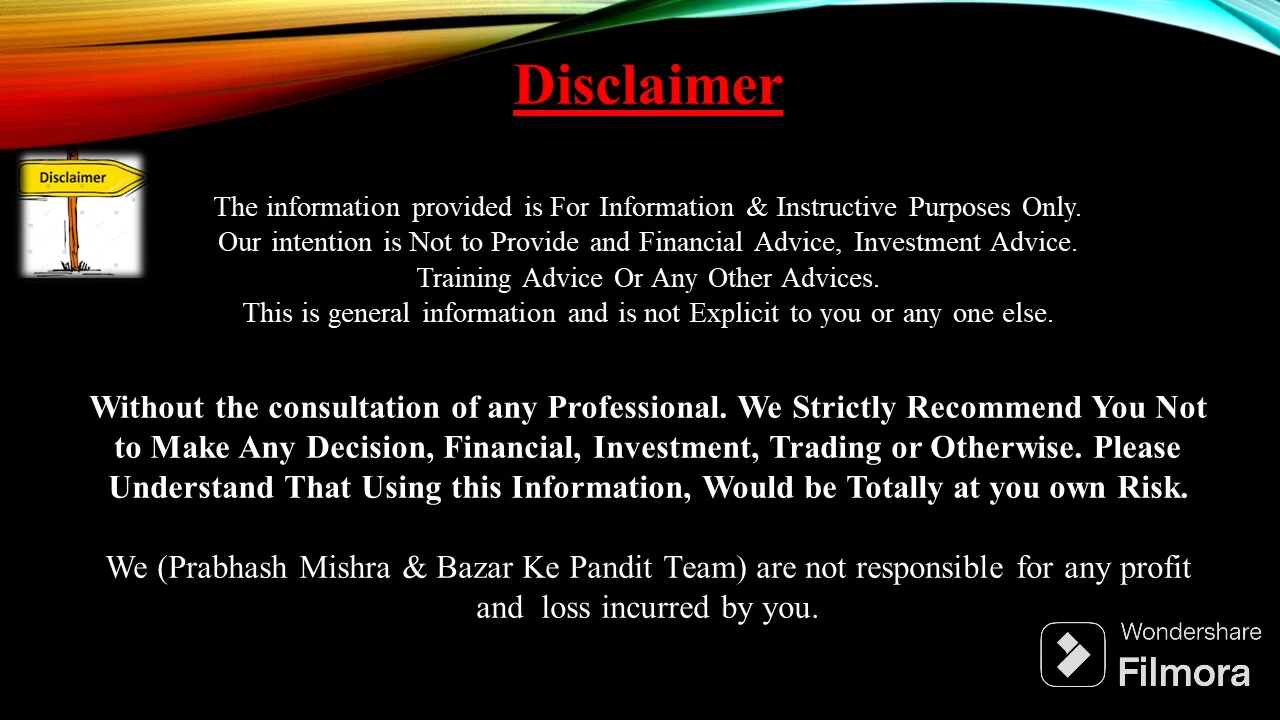 Disclaimer
Disclaimer
The information provided is For Information & Instructive Purposes Only.
Our intention is Not to Provide and Financial Advice, Investment Advice.
Training Advice Or Any Other Advices.
This is general information and is not Explicit to you or any one else.
Without the consultation of any Professional. We Strictly Recommend You Not
to Make Any Decision, Financial, Investment, Trading or Otherwise. Please
Understand That Using this Information, Would be Totally at you own Risk.
We (Prabhash Mishra & Bazar Ke Pandit Team) are not responsible for any profit
and loss incurred by you.
Wondershare
Filmora